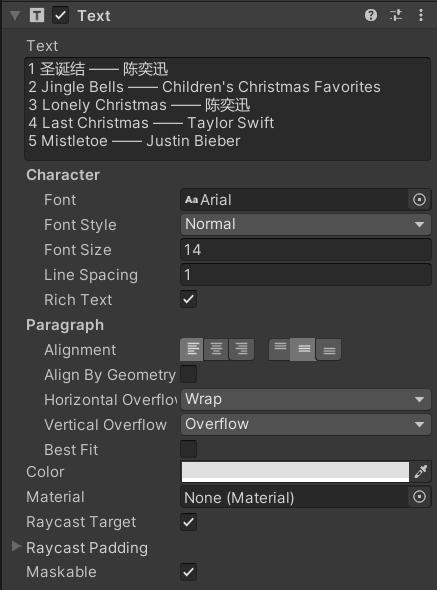 Text
Text
1 圣诞结 —— 陈奕迅
2 Jingle Bells —— Children's Christmas Favorites
3 Lonely Christmas —— 陈奕迅
4 Last Christmas —— Taylor Swift
5 Mistletoe —— Justin Bieber
Character
Font Aa Arial
Font Style Normal
Font Size 14
Line Spacing 1
Rich Text
Paragraph
Alignment
Align By Geometry
Horizontal Overflow Wrap
Vertical Overflow Overflow
Best Fit
Color
Material None (Material)
Raycast Target
Raycast Padding
Maskable